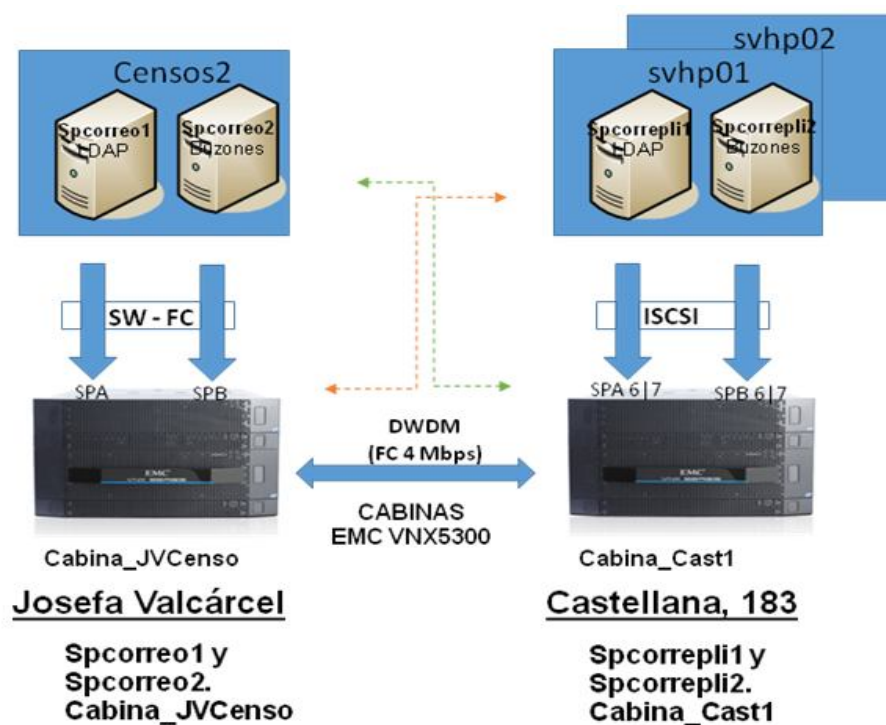 Censos2
Spcorreo1
LDAP
Spcorreo2
Buzones
svhp02
svhp01
Spcorrepli1
LDAP
Spcorrepli2
Buzones
SW - FC
ISCSI
SPA
SPB
SPA 6|7
SPB 6|7
DWDM
(FC 4 Mbps)
EMC
EMC
CABINAS
EMC VNX5300
Cabina_JVCenso
Cabina_Cast1
Josefa Valcárcel
Castellana, 183
Spcorreo1 y
Spcorreo2.
Cabina_JVCenso
Spcorrepli1 y
Spcorrepli2.
Cabina_Cast1